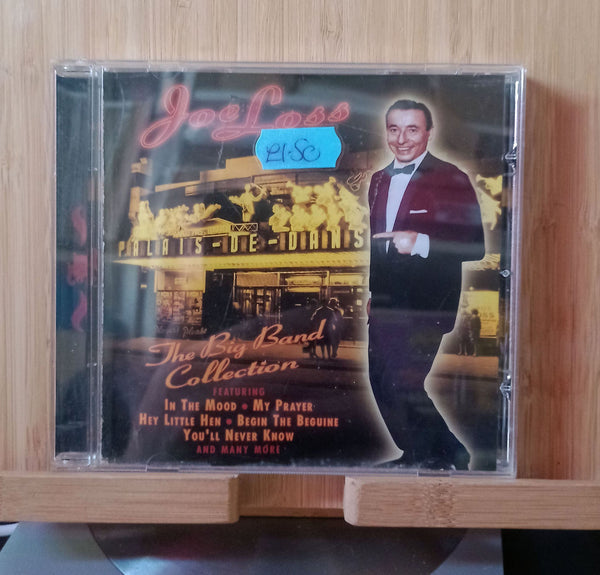 Joe Loss
£1.50
PALAIS-DE-DANS
The Big Band
Collection
FEATURING
IN THE MOOD • MY PRAYER
HEY LITTLE HEN • BEGIN THE BEGUINE
YOU'LL NEVER KNOW
AND MANY MORE